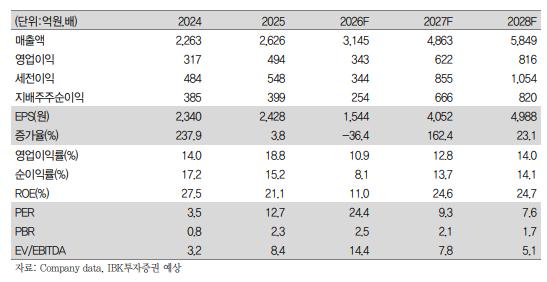 (단위:억원,배) 2024 2025 2026F 2027F 2028F
매출액 2,263 2,626 3,145 4,863 5,849
영업이익 317 494 343 622 816
세전이익 484 548 344 855 1,054
지배주주순이익 385 399 254 666 820
EPS(원) 2,340 2,428 1,544 4,052 4,988
증가율(%) 237.9 3.8 -36.4 162.4 23.1
영업이익률(%) 14.0 18.8 10.9 12.8 14.0
순이익률(%) 17.2 15.2 8.1 13.7 14.1
ROE(%) 27.5 21.1 11.0 24.6 24.7
PER 3.5 12.7 24.4 9.3 7.6
PBR 0.8 2.3 2.5 2.1 1.7
EV/EBITDA 3.2 8.4 14.4 7.8 5.1
자료: Company data, IBK투자증권 예상